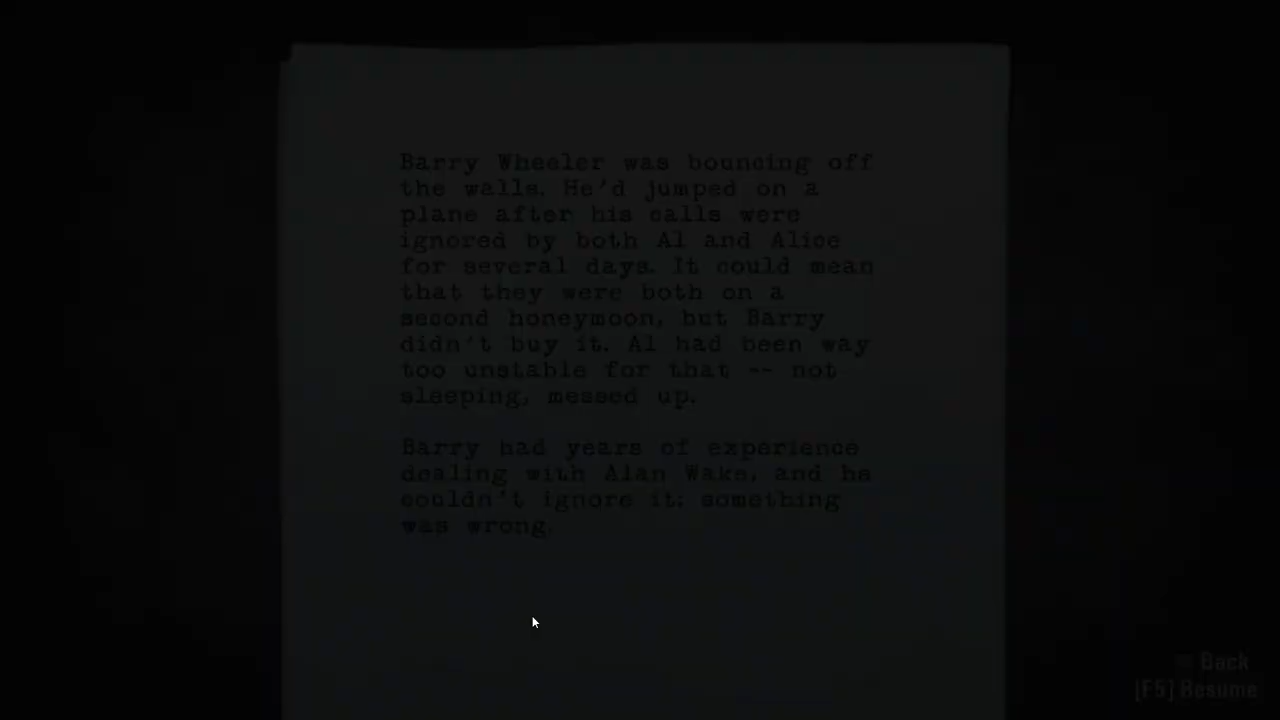 Barry Wheeler was bouncing off
the walls. He'd jumped on a
plane after his calls were
ignored by both Al and Alice
for several days. It could mean
that they were both on a
second honeymoon, but Barry
didn't buy it. Al had been way
too unstable for that -- not
sleeping, messed up.
Barry had years of experience
dealing with Alan Wake, and he
couldn't ignore it: something
was wrong.
Back
[F5] Resume